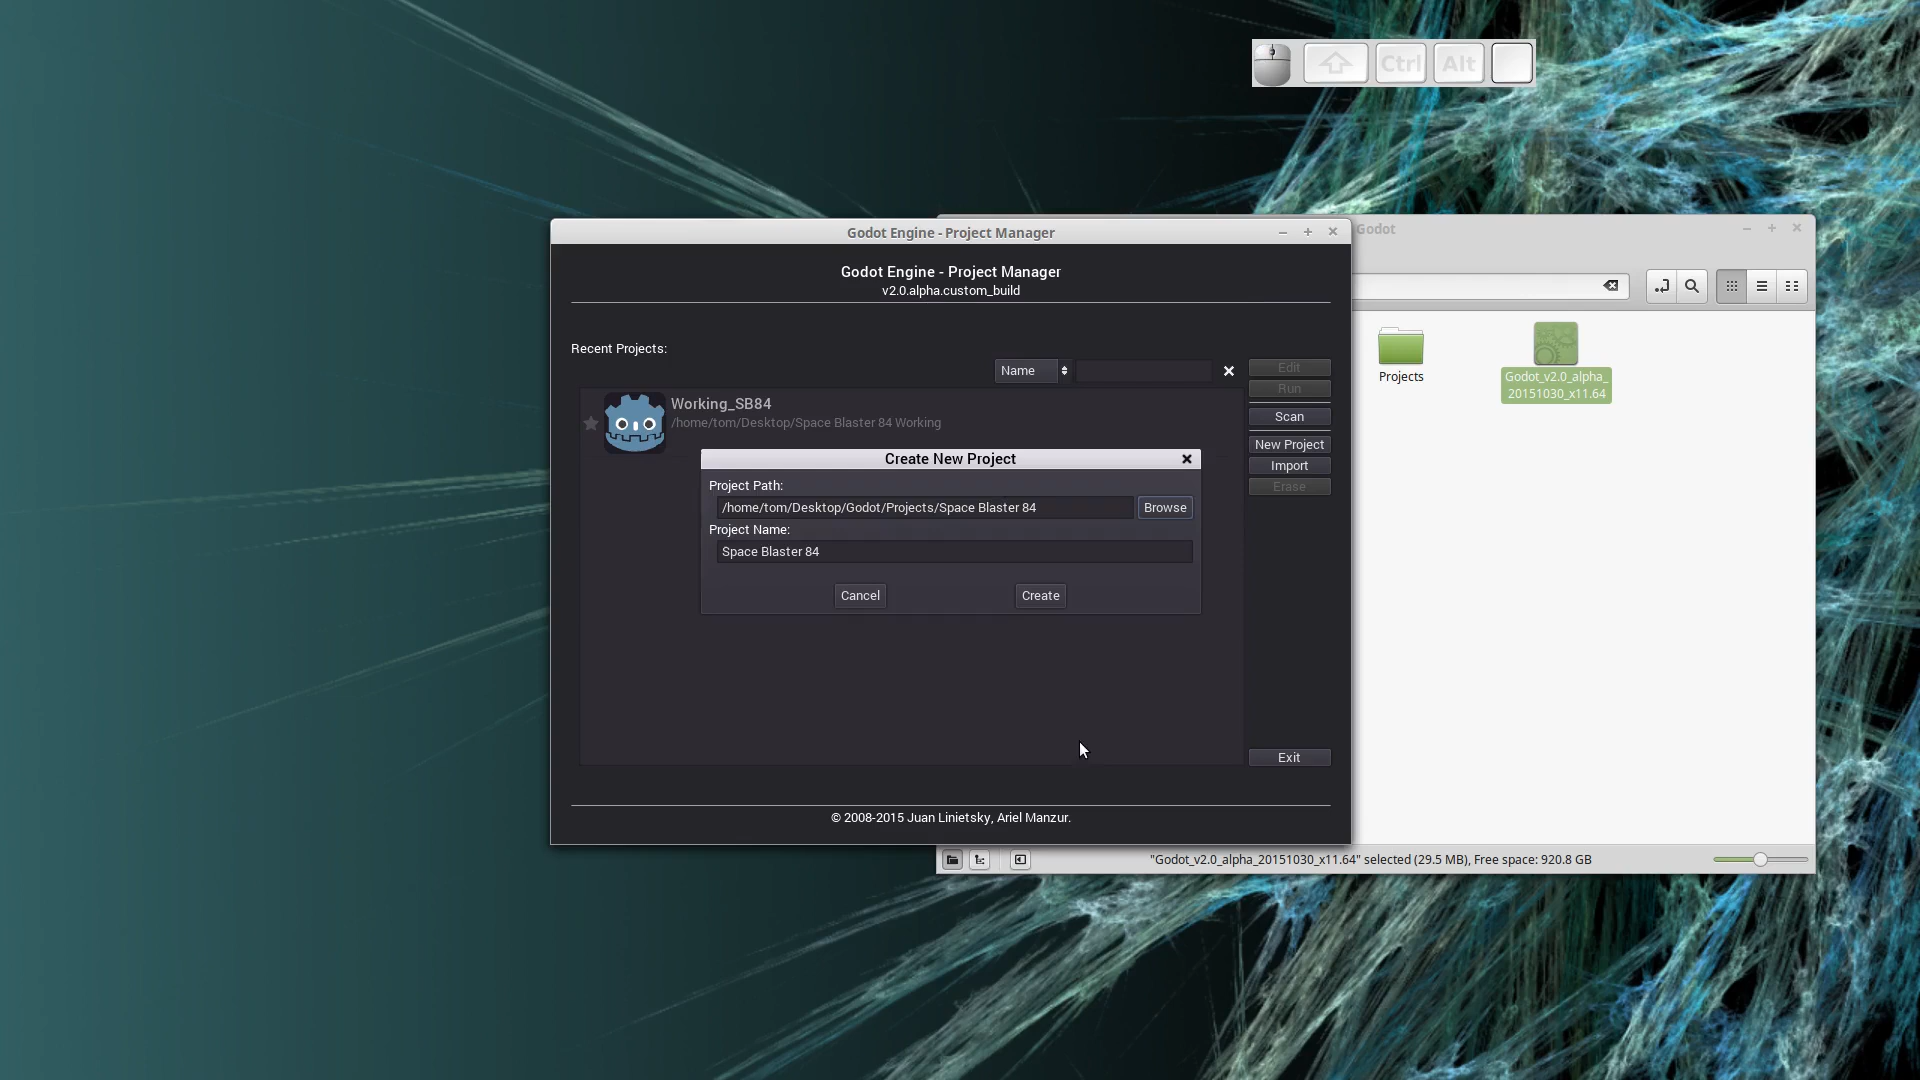 Ctrl
Alt
Godot Engine - Project Manager
Godot
Godot Engine - Project Manager
v2.0.alpha.custom_build
Recent Projects:
Name
Edit
Run
Scan
New Project
Import
Erase
Exit
Working_SB84
/home/tom/Desktop/Space Blaster 84 Working
Create New Project
Project Path:
/home/tom/Desktop/Godot/Projects/Space Blaster 84
Browse
Project Name:
Space Blaster 84
Cancel
Create
© 2008-2015 Juan Linietsky, Ariel Manzur.
Projects
Godot_v2.0_alpha_
20151030_x11.64
"Godot_v2.0_alpha_20151030_x11.64" selected (29.5 MB), Free space: 920.8 GB